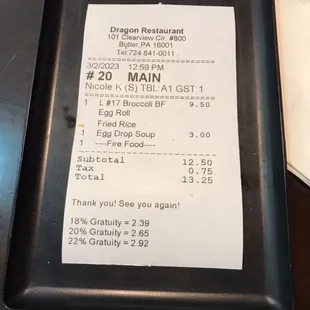 Dragon Restaurant
101 Clearview Cir. #800
Butler,PA 16001
Tel:724 841-0011 .
3/2/2023 12:59 PM
# 20 MAIN
Nicole K (S) TBL:A1 GST 1
1 L #17 Broccoli BF 9.50
Egg Roll
Fried Rice
1 Egg Drop Soup 3.00
1 ----Fire Food----
Subtotal 12.50
Tax 0.75
Total 13.25
Thank you! See you again!
18% Gratuity = 2.39
20% Gratuity = 2.65
22% Gratuity = 2.92